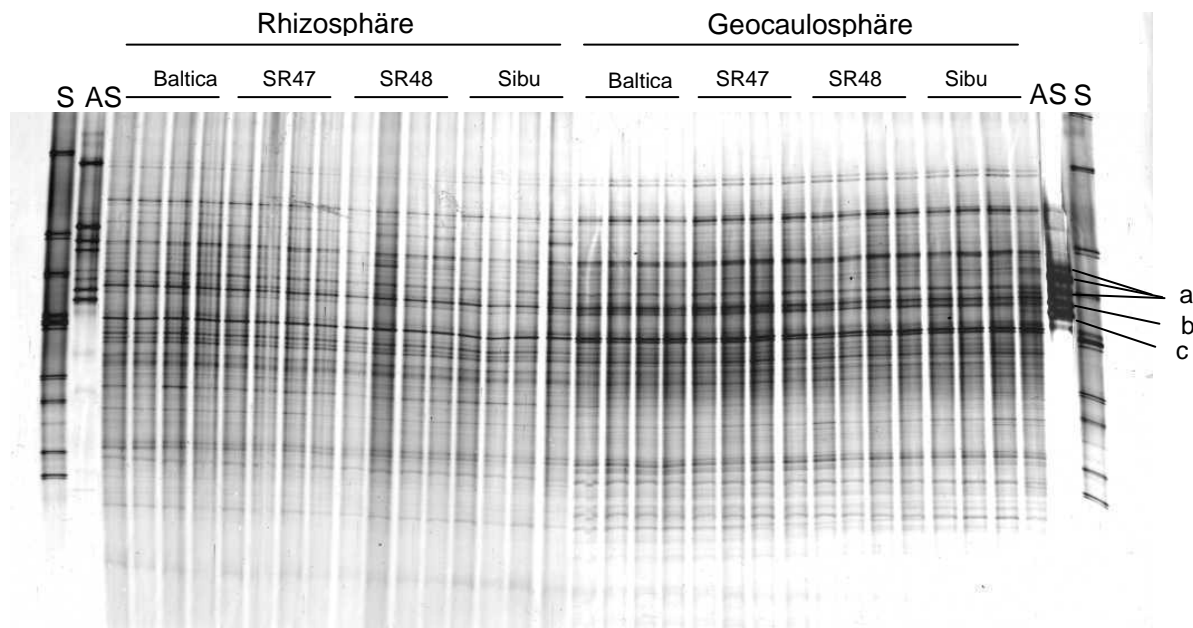 Rhizosphäre Geocaulosphäre
Baltica SR47 SR48 Sibu Baltica SR47 SR48 Sibu
S AS AS S
a
b
c